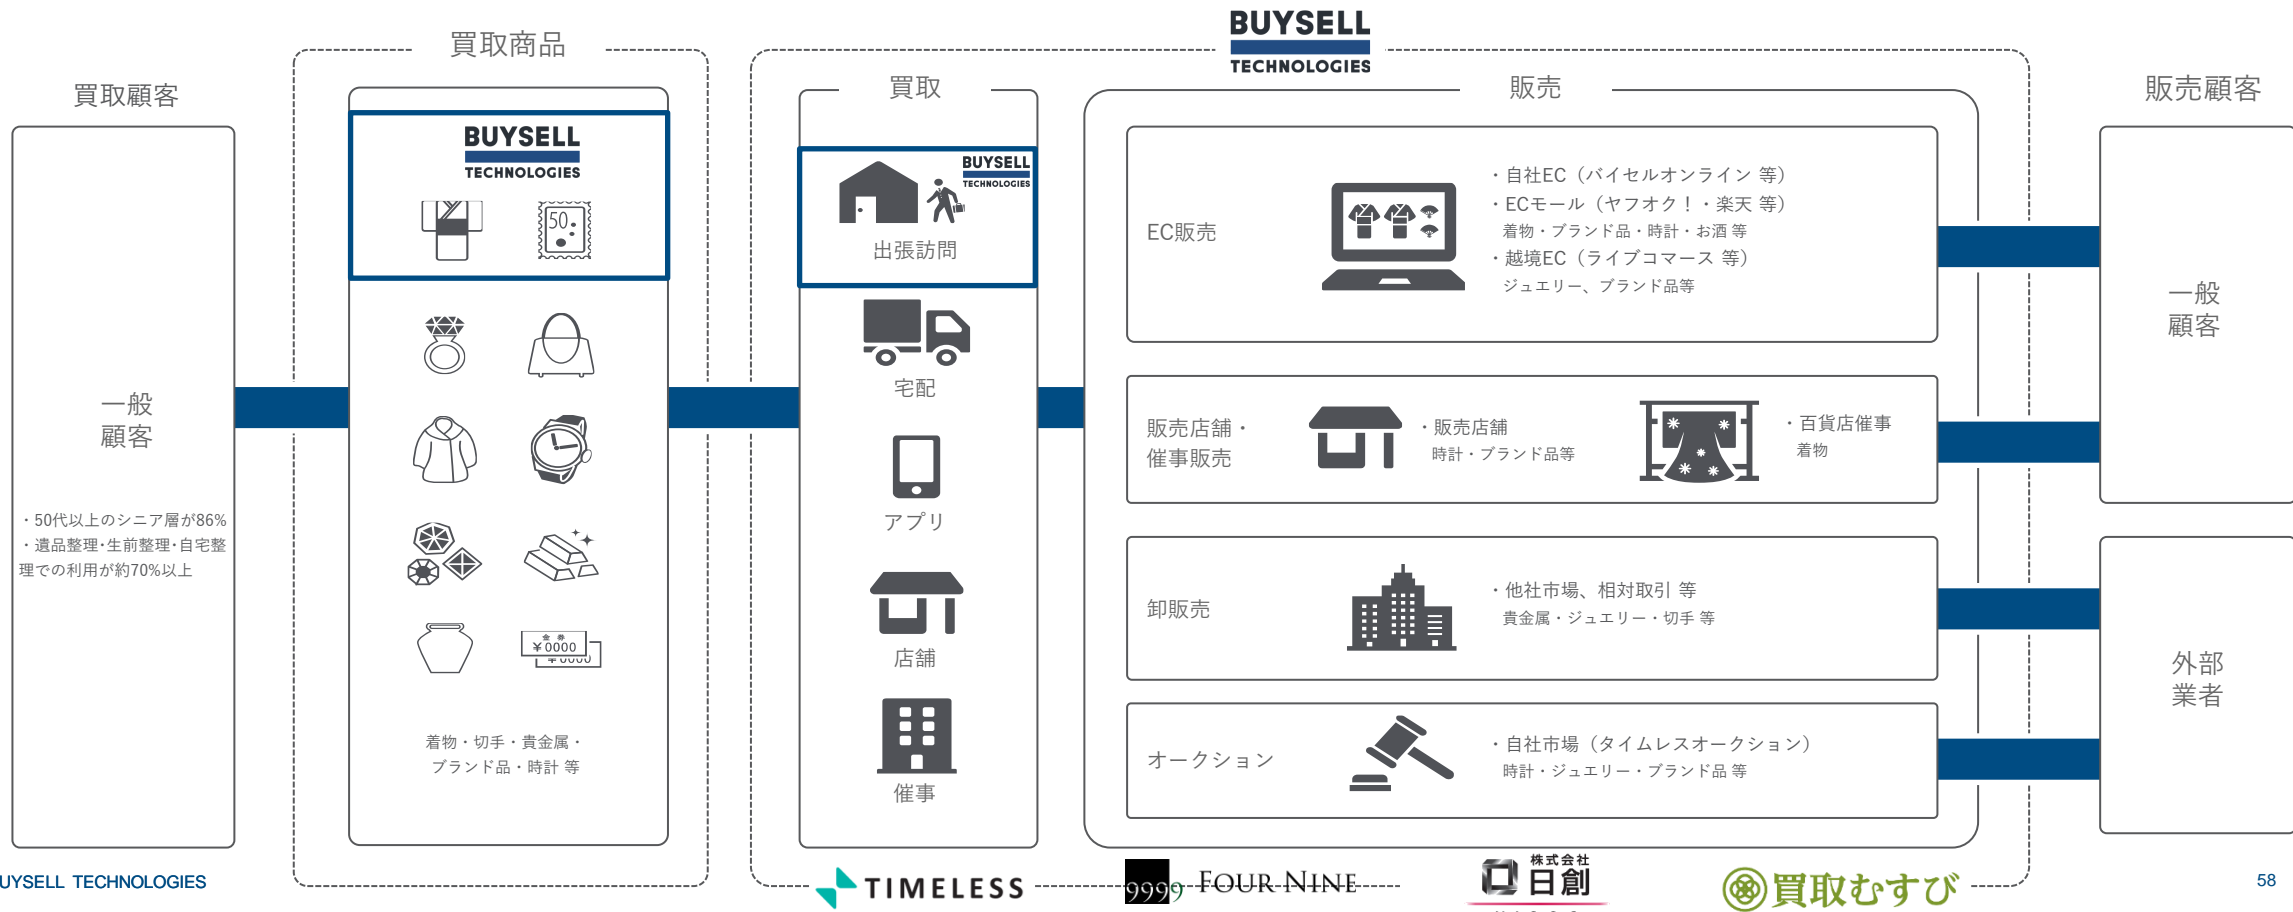 BUYSELL
TECHNOLOGIES
買取顧客
一般
顧客
・50代以上のシニア層が86%
・遺品整理・生前整理・自宅整
理での利用が約70%以上
買取商品
BUYSELL
TECHNOLOGIES
50
金 券
¥0000
¥0000
着物・切手・貴金属・
ブランド品・時計 等
買取
BUYSELL
TECHNOLOGIES
出張訪問
宅配
アプリ
店舗
催事
販売
EC販売
・自社EC（バイセルオンライン 等）
・ECモール（ヤフオク！・楽天 等）
着物・ブランド品・時計・お酒 等
・越境EC（ライブコマース 等）
ジュエリー、ブランド品等
販売店舗・
催事販売
・販売店舗
時計・ブランド品等
・百貨店催事
着物
卸販売
・他社市場、相対取引 等
貴金属・ジュエリー・切手 等
オークション
・自社市場（タイムレスオークション）
時計・ジュエリー・ブランド品 等
販売顧客
一般
顧客
外部
業者
UYSELL TECHNOLOGIES
TIMELESS
9999 FOUR NINE
株式会社
日創
買取むすび
58